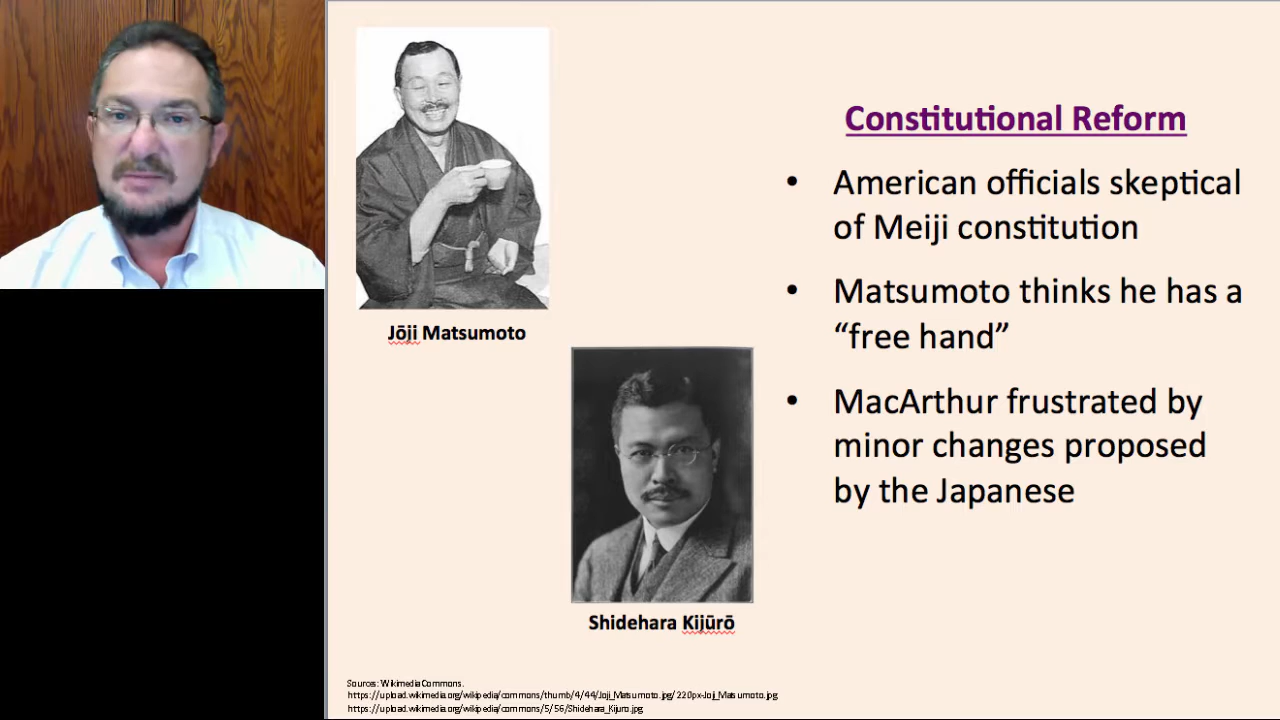 Constitutional Reform
• American officials skeptical
of Meiji constitution
• Matsumoto thinks he has a
“free hand”
• MacArthur frustrated by
minor changes proposed
by the Japanese
Jōji Matsumoto
Shidehara Kijūrō
Sources: Wikimedia Commons.
https://upload.wikimedia.org/wikipedia/commons/thumb/4/44/Joji_Matsumoto.jpg/220px-Joji_Matsumoto.jpg
https://upload.wikimedia.org/wikipedia/commons/5/56/Shidehara_Kijuro.jpg